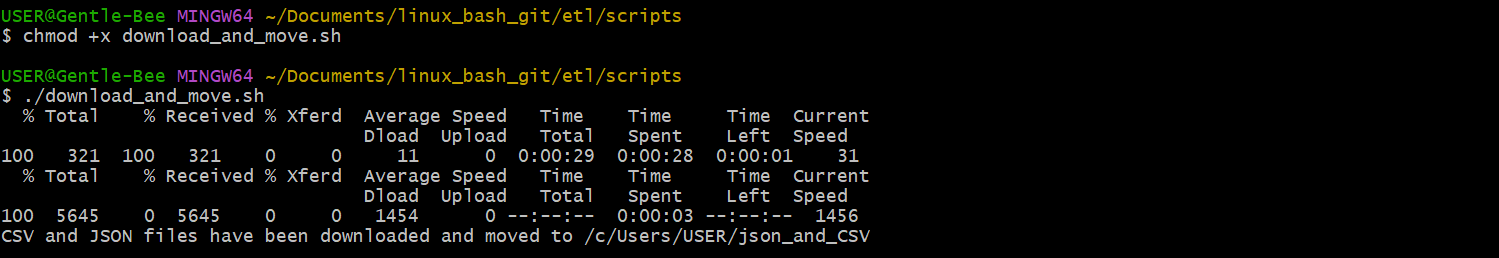 USER@Gentle-Bee MINGW64 ~/Documents/linux_bash_git/etl/scripts
$ chmod +x download_and_move.sh
USER@Gentle-Bee MINGW64 ~/Documents/linux_bash_git/etl/scripts
$ ./download_and_move.sh
  % Total    % Received % Xferd  Average Speed   Time    Time     Time  Current
                                 Dload  Upload   Total   Spent    Left  Speed
100   321  100   321    0     0     11      0  0:00:29  0:00:28  0:00:01    31
  % Total    % Received % Xferd  Average Speed   Time    Time     Time  Current
                                 Dload  Upload   Total   Spent    Left  Speed
100  5645    0  5645    0     0   1454      0 --:--:--  0:00:03 --:--:--  1456
CSV and JSON files have been downloaded and moved to /c/Users/USER/json_and_CSV